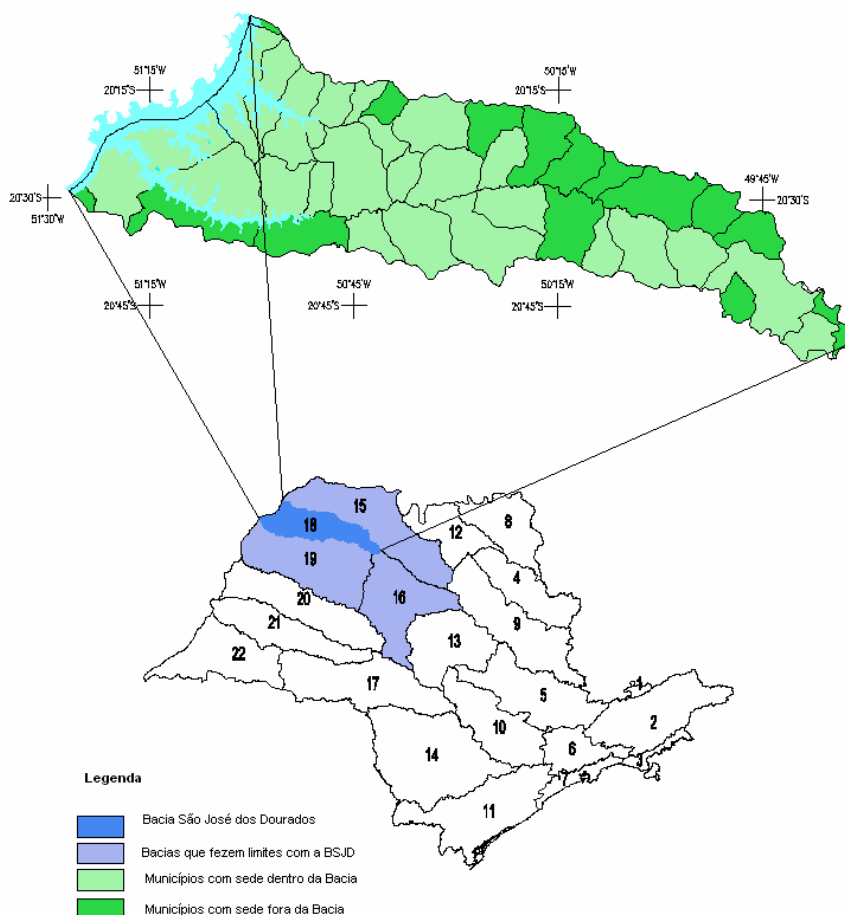 51°15'W
20°15'S
50°15'W
20°15'S
49°45'W
20°30'S
20°30'S
51°30'W
51°15'W
20°45'S
50°45'W
20°45'S
50°15'W
20°45'S
15
8
18
12
19
4
20
16
21
9
22
13
17
1
5
2
10
6
14
3
7
11
Legenda
Bacia São José dos Dourados
Bacias que fezem limites com a BSJD
Municípios com sede dentro da Bacia
Municípios com sede fora da Bacia